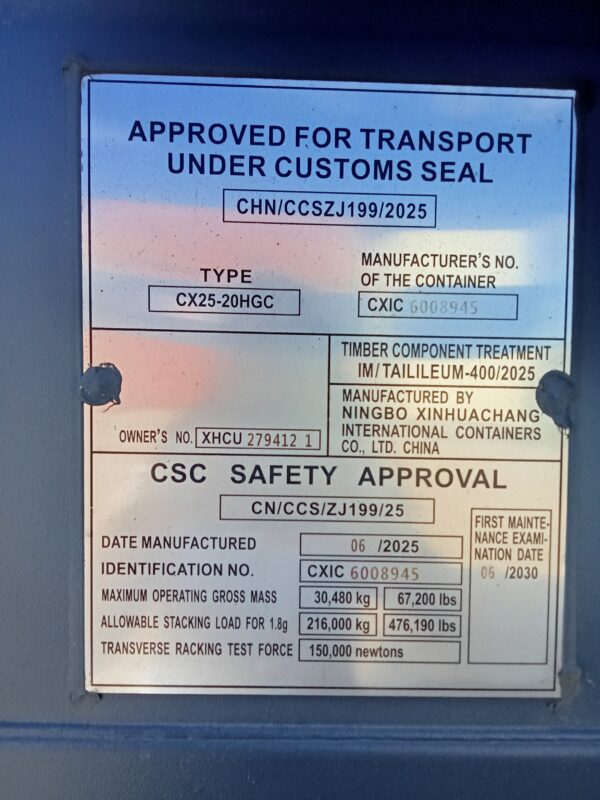 APPROVED FOR TRANSPORT
UNDER CUSTOMS SEAL
CHN/CCSZJ199/2025
TYPE
CX25-20HGC
MANUFACTURER'S NO.
OF THE CONTAINER
CXIC 6008945
TIMBER COMPONENT TREATMENT
IM/TAILILEUM-400/2025
MANUFACTURED BY
NINGBO XINHUACHANG
INTERNATIONAL CONTAINERS
CO., LTD. CHINA
OWNER'S NO. XHCU 279412 1
CSC SAFETY APPROVAL
CN/CCS/ZJ199/25
DATE MANUFACTURED 06 /2025
IDENTIFICATION NO. CXIC 6008945
MAXIMUM OPERATING GROSS MASS 30,480 kg 67,200 lbs
ALLOWABLE STACKING LOAD FOR 1.8g 216,000 kg 476,190 lbs
TRANSVERSE RACKING TEST FORCE 150,000 newtons
FIRST MAINTE-
NANCE EXAMI-
NATION DATE
06 /2030